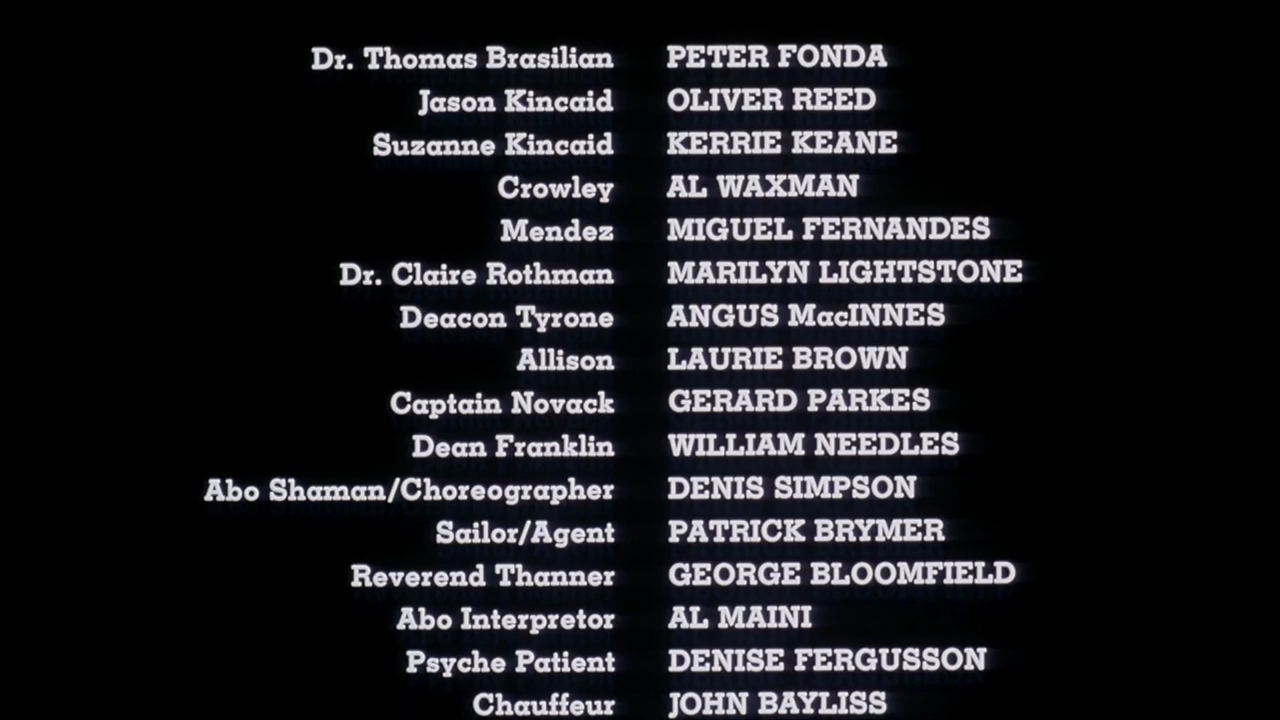 Dr. Thomas Brasilian PETER FONDA
Jason Kincaid OLIVER REED
Suzanne Kincaid KERRIE KEANE
Crowley AL WAXMAN
Mendez MIGUEL FERNANDES
Dr. Claire Rothman MARILYN LIGHTSTONE
Deacon Tyrone ANGUS MacINNES
Allison LAURIE BROWN
Captain Novack GERARD PARKES
Dean Franklin WILLIAM NEEDLES
Abo Shaman/Choreographer DENIS SIMPSON
Sailor/Agent PATRICK BRYMER
Reverend Thanner GEORGE BLOOMFIELD
Abo Interpretor AL MAINI
Psyche Patient DENISE FERGUSSON
Chauffeur JOHN BAYLISS